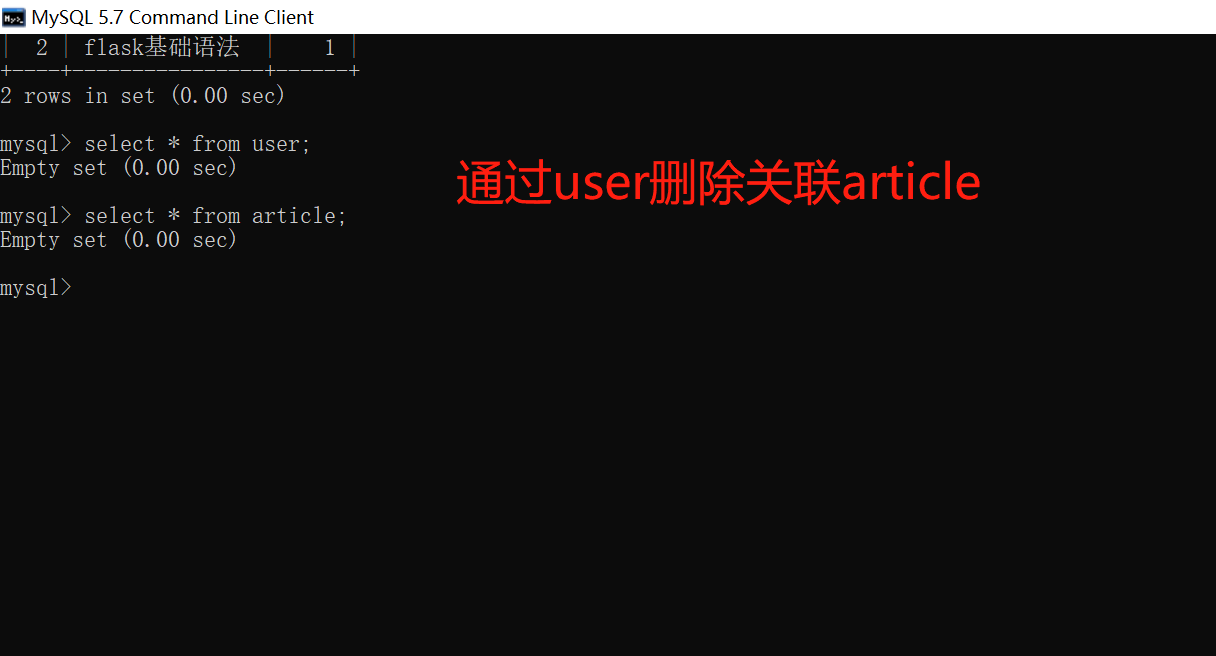 MySQL 5.7 Command Line Client
|  2 | flask基础语法  |    1 |
+----+----------------+------+
2 rows in set (0.00 sec)
mysql> select * from user;
Empty set (0.00 sec)
通过user删除关联article
mysql> select * from article;
Empty set (0.00 sec)
mysql>